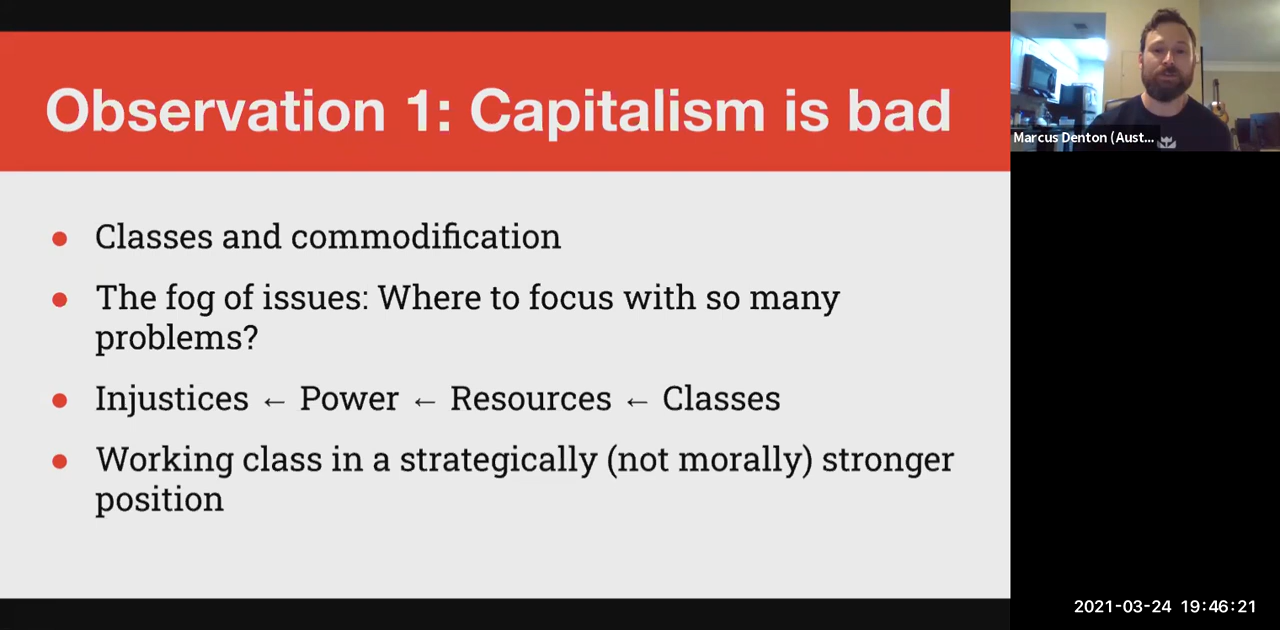 Observation 1: Capitalism is bad
● Classes and commodification
● The fog of issues: Where to focus with so many
problems?
● Injustices ← Power ← Resources ← Classes
● Working class in a strategically (not morally) stronger
position
Marcus Denton (Aust...
2021-03-24 19:46:21